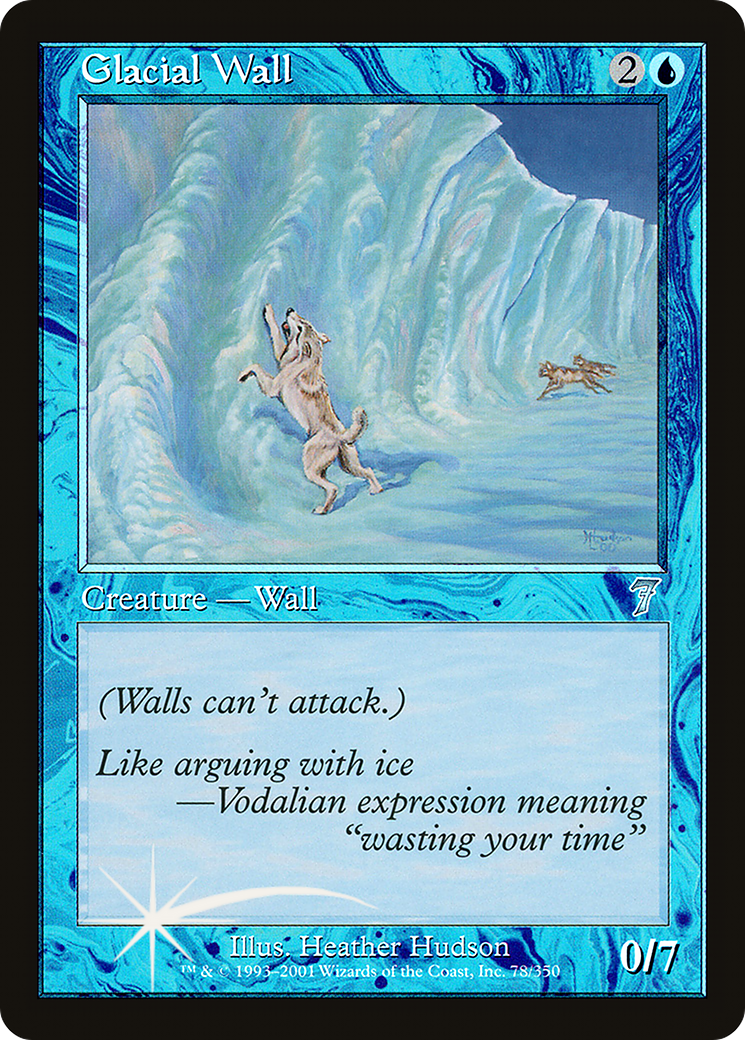 Glacial Wall 2
Creature — Wall 7
(Walls can't attack.)
Like arguing with ice
—Vodalian expression meaning
“wasting your time”
Illus. Heather Hudson
™ & © 1993–2001 Wizards of the Coast, Inc. 78/350
0/7